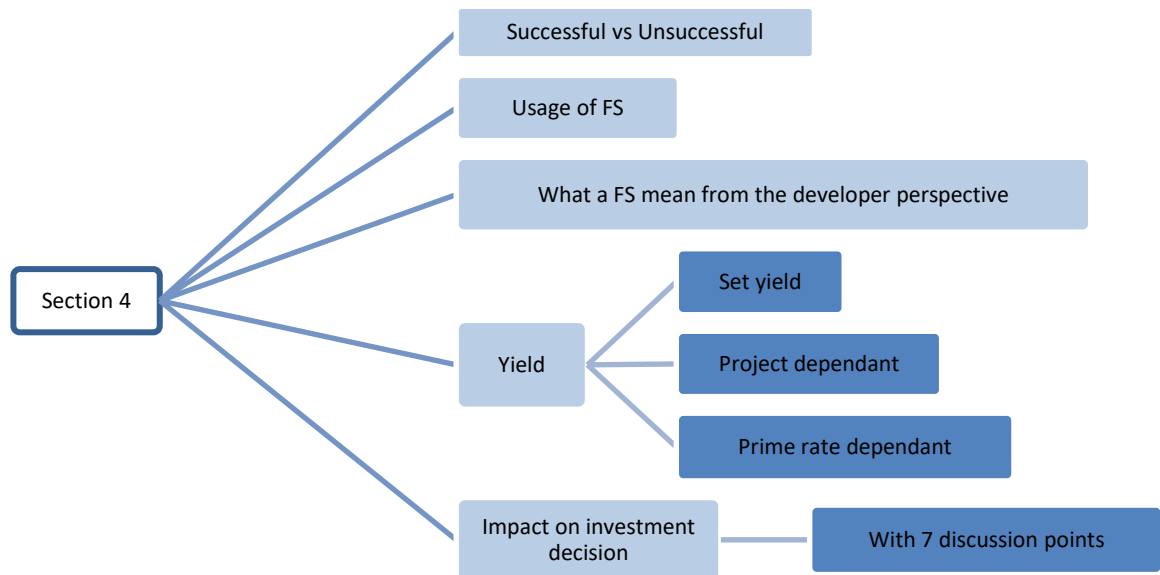 Successful vs Unsuccessful
Usage of FS
What a FS mean from the developer perspective
Section 4
Set yield
Yield
Project dependant
Prime rate dependant
Impact on investment
decision
With 7 discussion points